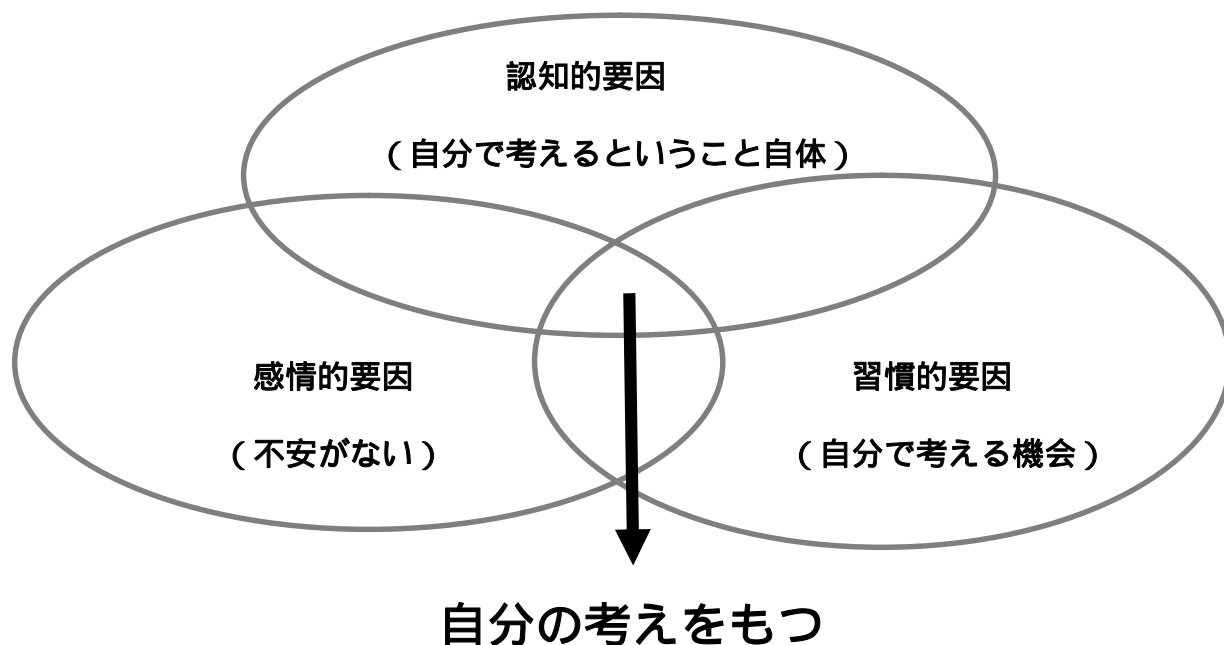 認知的要因
（自分で考えるということ自体）
感情的要因
（不安がない）
習慣的要因
（自分で考える機会）
自分の考えをもつ